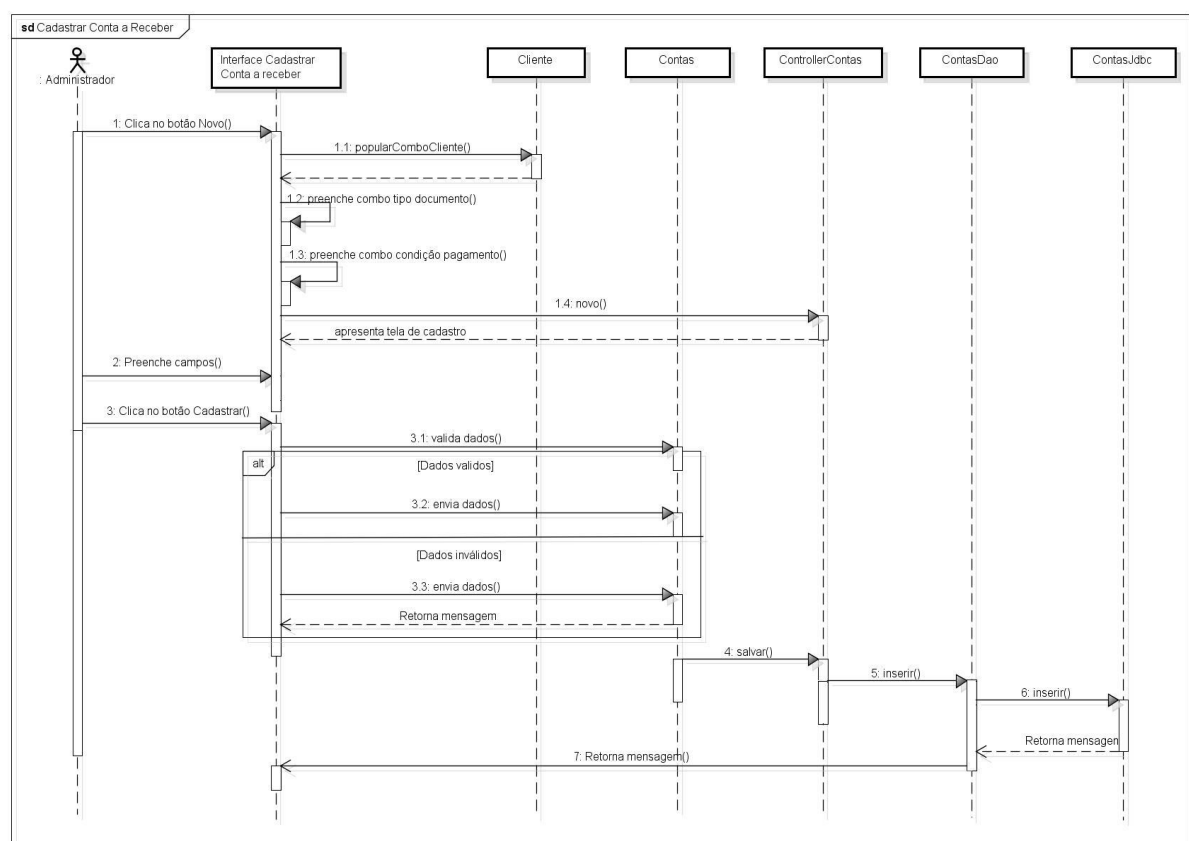 sd Cadastrar Conta a Receber
: Administrador
Interface Cadastrar
Conta a receber
Cliente
Contas
ControllerContas
ContasDao
ContasJdbc
1: Clica no botão Novo()
1.1: popularComboCliente()
1.2: preenche combo tipo documento()
1.3: preenche combo condição pagamento()
1.4: novo()
apresenta tela de cadastro
2: Preenche campos()
3: Clica no botão Cadastrar()
3.1: valida dados()
alt
[Dados validos]
3.2: envia dados()
[Dados inválidos]
3.3: envia dados()
Retorna mensagem
4: salvar()
5: inserir()
6: inserir()
Retorna mensagen
7: Retorna mensagem()